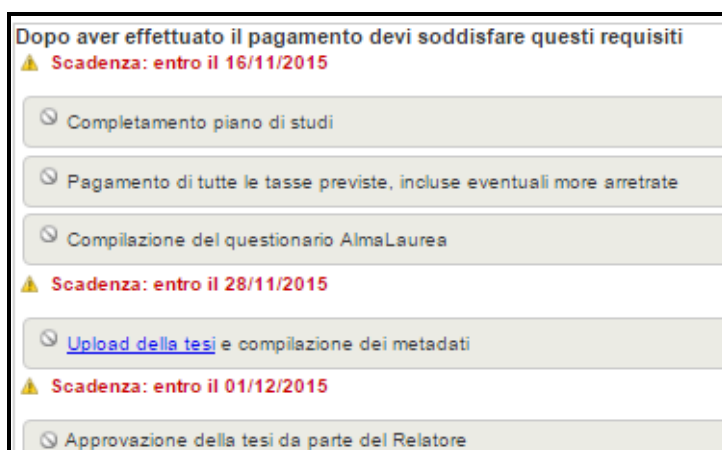 Dopo aver effettuato il pagamento devi soddisfare questi requisiti
Scadenza: entro il 16/11/2015
Completamento piano di studi
Pagamento di tutte le tasse previste, incluse eventuali more arretrate
Compilazione del questionario AlmaLaurea
Scadenza: entro il 28/11/2015
Upload della tesi e compilazione dei metadati
Scadenza: entro il 01/12/2015
Approvazione della tesi da parte del Relatore